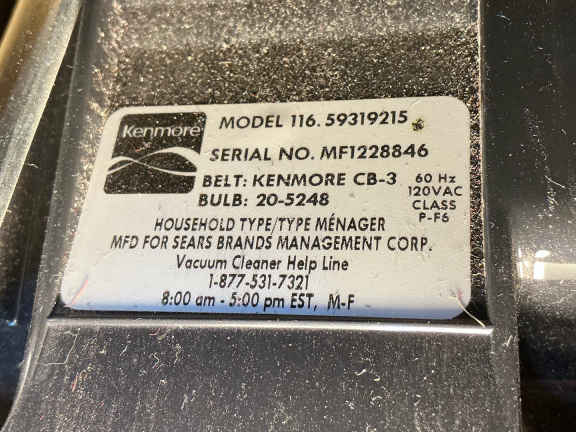 Kenmore
MODEL 116.59319215
SERIAL NO. MF1228846
BELT: KENMORE CB-3
BULB: 20-5248
60 Hz
120VAC
CLASS
P-F6
HOUSEHOLD TYPE/TYPE MÉNAGER
MFD FOR SEARS BRANDS MANAGEMENT CORP.
Vacuum Cleaner Help Line
1-877-531-7321
8:00 am - 5:00 pm EST, M-F